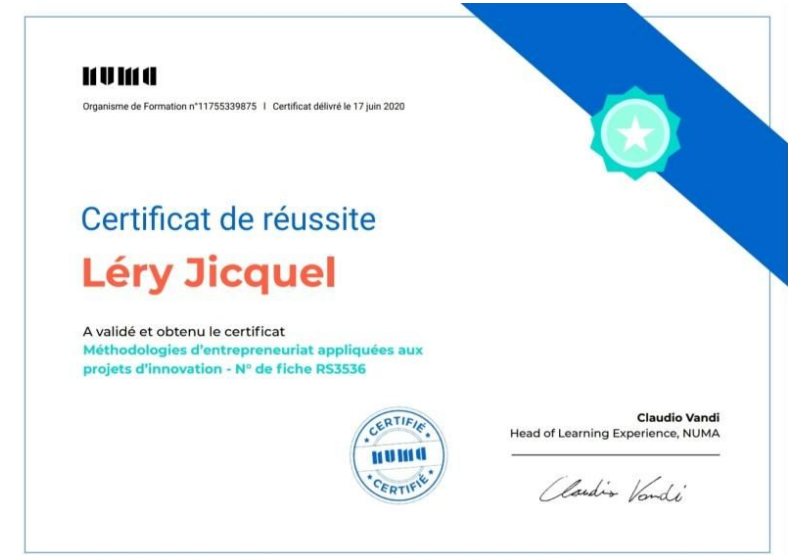 NUMA
Organisme de Formation n°11755339875 | Certificat délivré le 17 juin 2020
Certificat de réussite
Léry Jicquel
A validé et obtenu le certificat
Méthodologies d'entrepreneuriat appliquées aux
projets d'innovation - N° de fiche RS3536
CERTIFIÉ
NUMA
CERTIFIÉ
Claudio Vandi
Head of Learning Experience, NUMA
Claudio Vandi